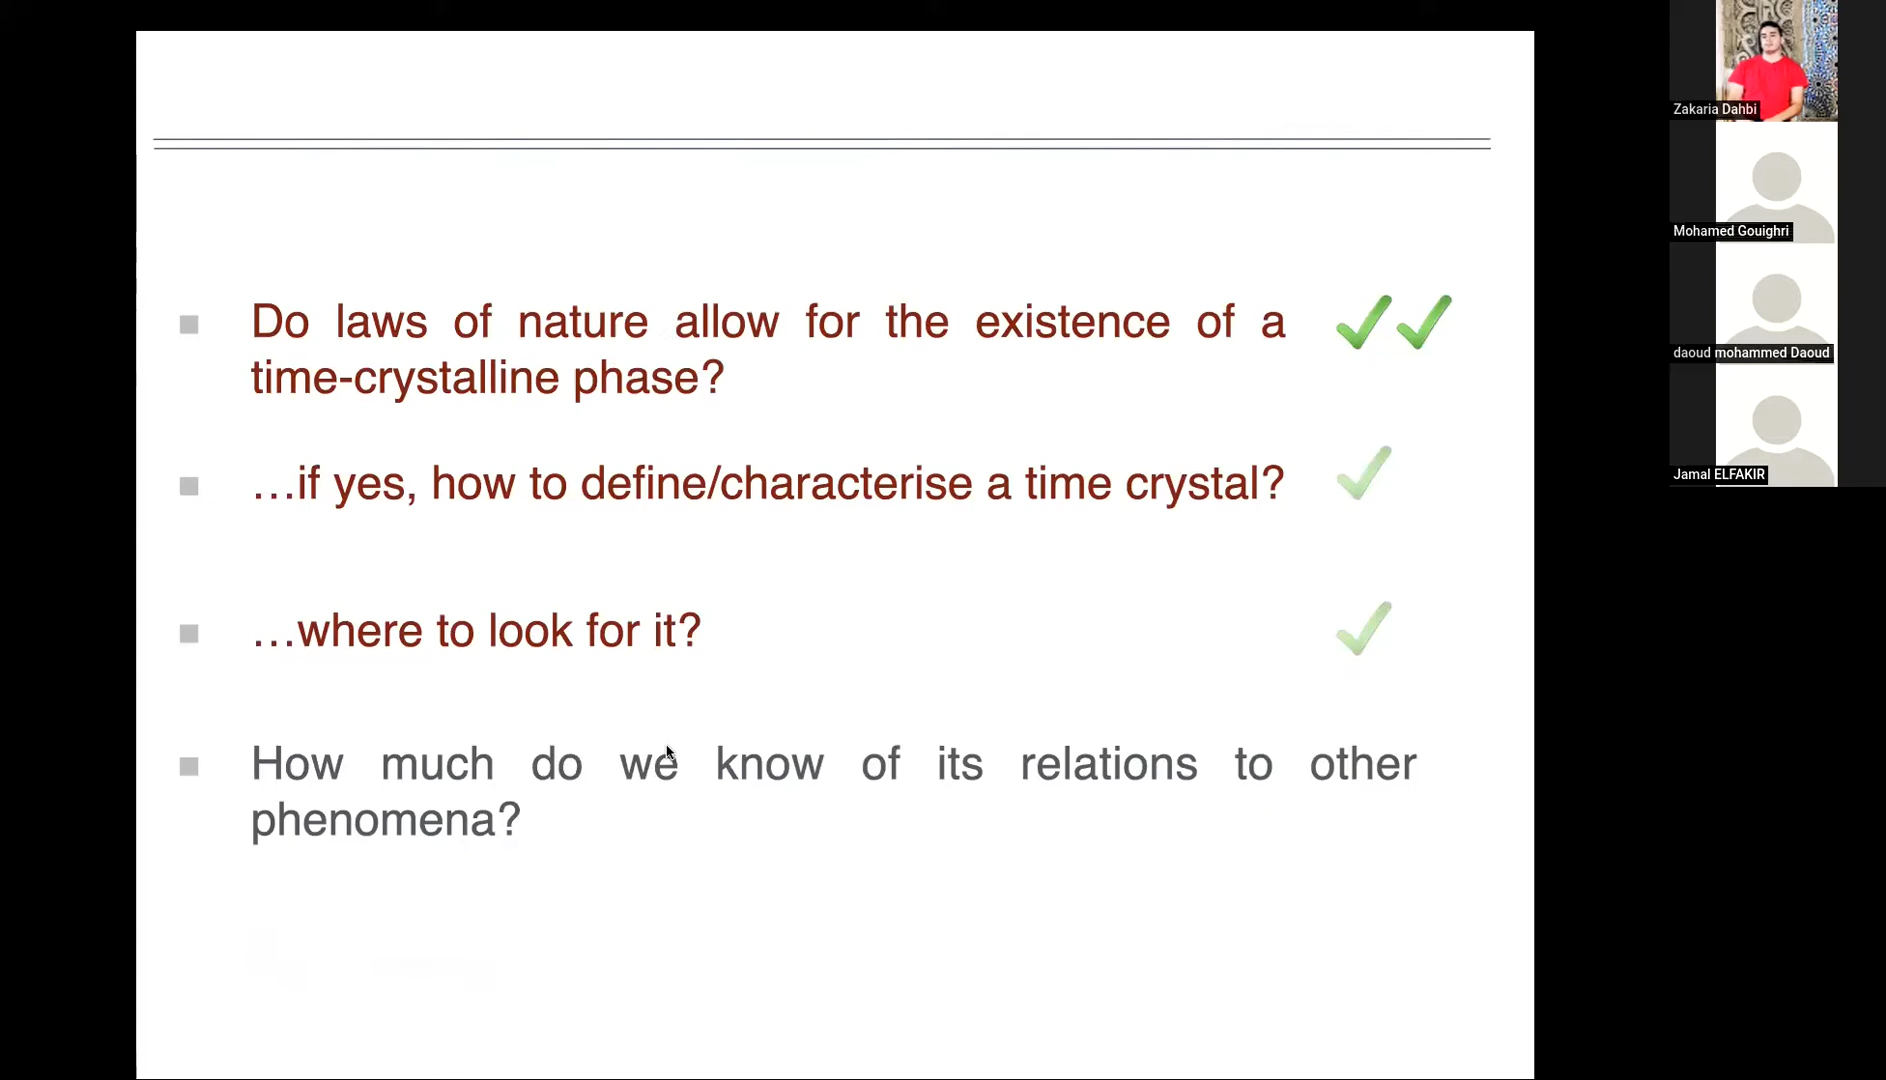 Do laws of nature allow for the existence of a
time-crystalline phase?
…if yes, how to define/characterise a time crystal?
…where to look for it?
How much do we know of its relations to other
phenomena?
Zakaria Dahbi
Mohamed Gouighri
daoud mohammed Daoud
Jamal ELFAKIR